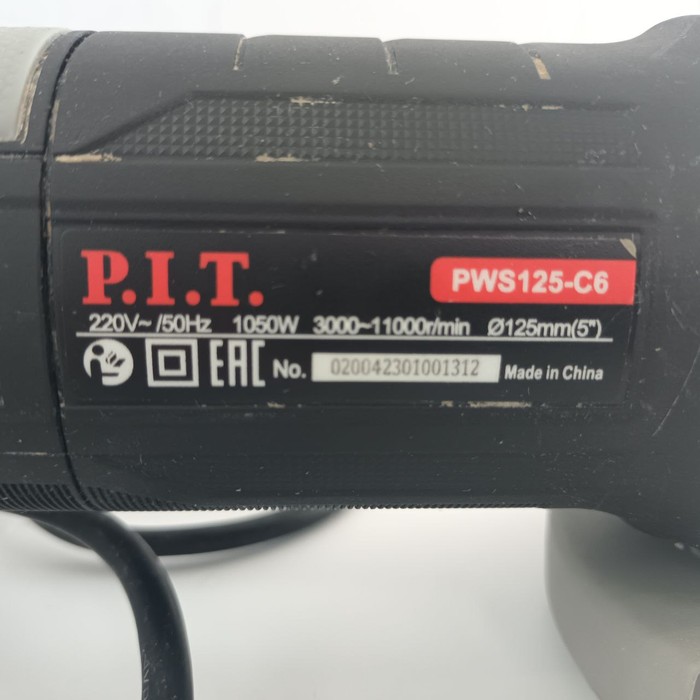 P.I.T.
PWS125-C6
220V~ /50Hz 1050W 3000~11000r/min Ø125mm(5")
EAC No. 020042301001312 Made in China